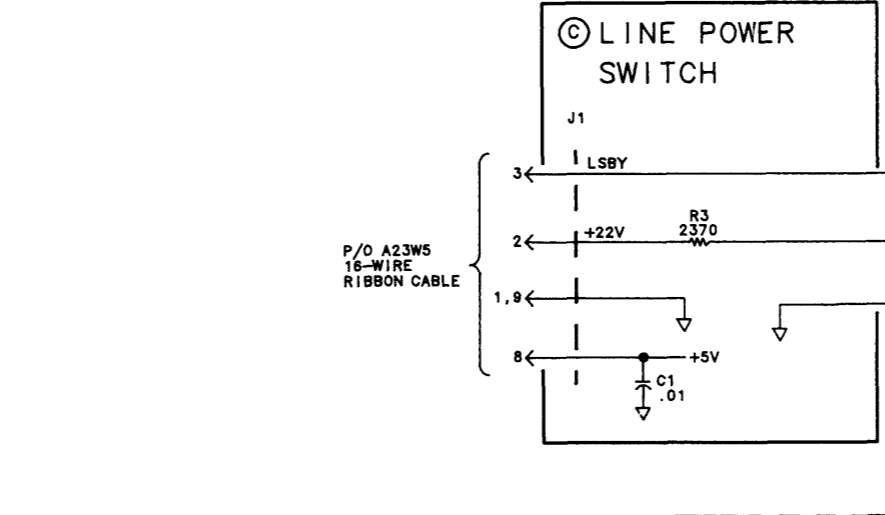 Ⓒ LINE POWER
SWITCH
J1
3 LSBY
R3
2 +22V 2370
P/O A23W5
16-WIRE
RIBBON CABLE
1,9
8 +5V
C1
.01